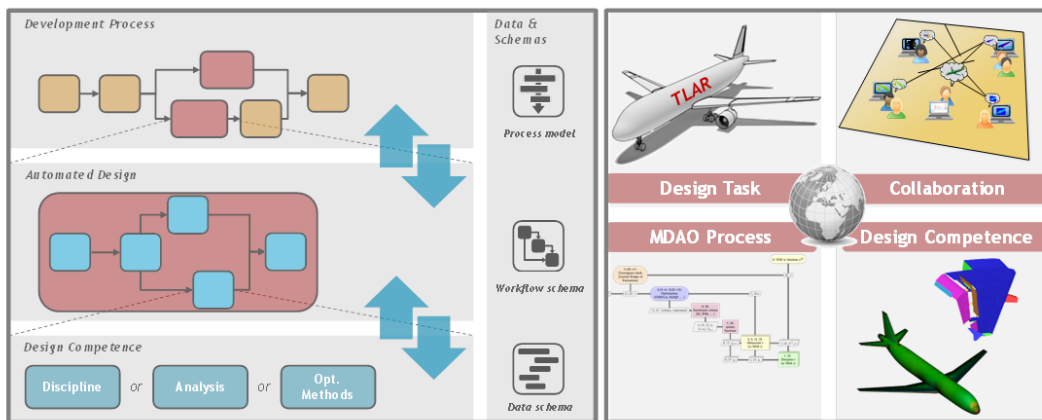 Development Process
Data &
Schemas
Process model
Automated Design
Workflow schema
Design Competence
Discipline
or
Analysis
or
Opt.
Methods
Data schema
TLAR
Design Task
Collaboration
MDAO Process
Design Competence